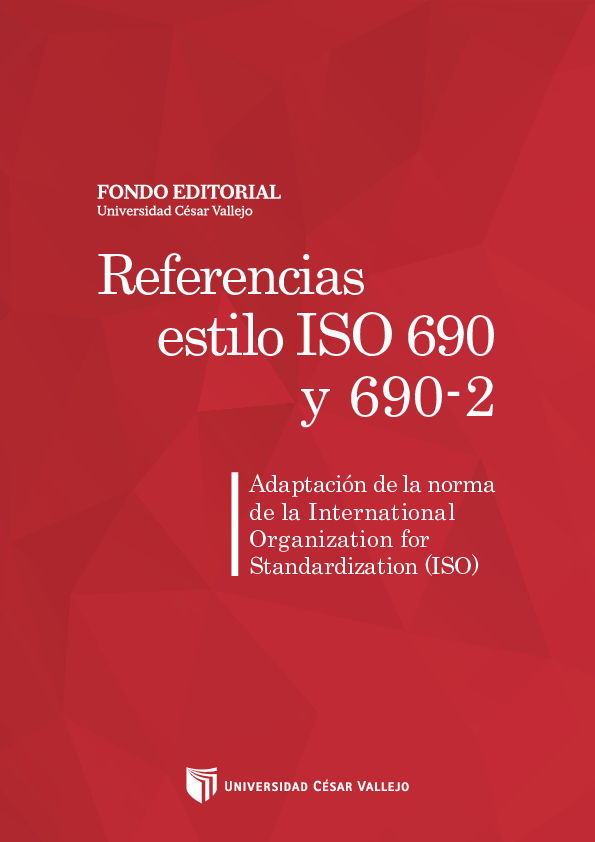 FONDO EDITORIAL
Universidad César Vallejo
Referencias
estilo ISO 690
y 690-2
Adaptación de la norma
de la International
Organization for
Standardization (ISO)
UNIVERSIDAD CÉSAR VALLEJO